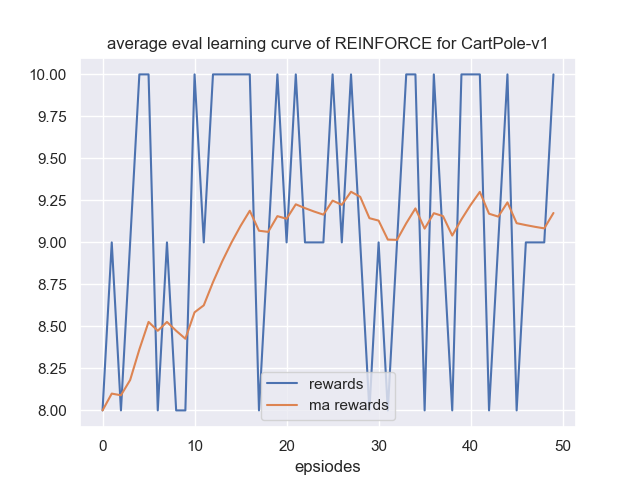 average eval learning curve of REINFORCE for CartPole-v1
10.00
9.75
9.50
9.25
9.00
8.75
8.50
8.25
8.00
rewards
ma rewards
0 10 20 30 40 50
epsiodes